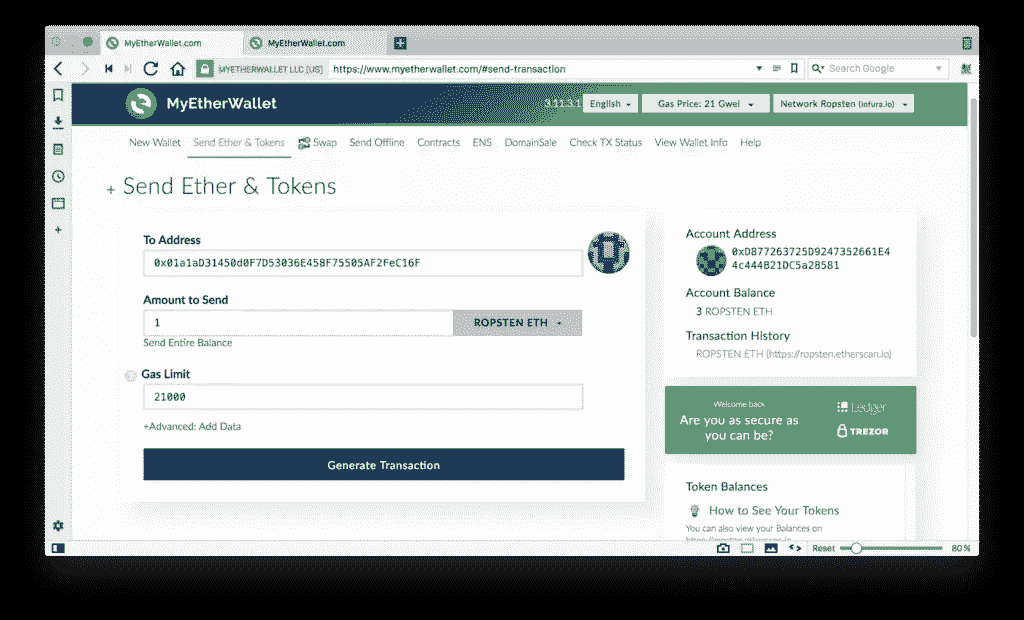 MyEtherWallet.com
MyEtherWallet.com
MYETHERWALLET LLC [US]
https://www.myetherwallet.com/#send-transaction
Search Google
MyEtherWallet
3.11.3.1
English
Gas Price: 21 Gwei
Network Ropsten (infura.io)
New Wallet
Send Ether & Tokens
Swap
Send Offline
Contracts
ENS
DomainSale
Check TX Status
View Wallet Info
Help
+ Send Ether & Tokens
To Address
0x01a1aD31450d0F7D53036E458F75505AF2FeC16F
Amount to Send
1
ROPSTEN ETH
Send Entire Balance
Gas Limit
21000
+Advanced: Add Data
Generate Transaction
Account Address
0xD877263725D9247352661E4
4c444B21DC5a28581
Account Balance
3 ROPSTEN ETH
Transaction History
ROPSTEN ETH (https://ropsten.etherscan.io)
Welcome back
Are you as secure as
you can be?
Ledger
TREZOR
Token Balances
How to See Your Tokens
You can also view your Balances on
Reset
80 %